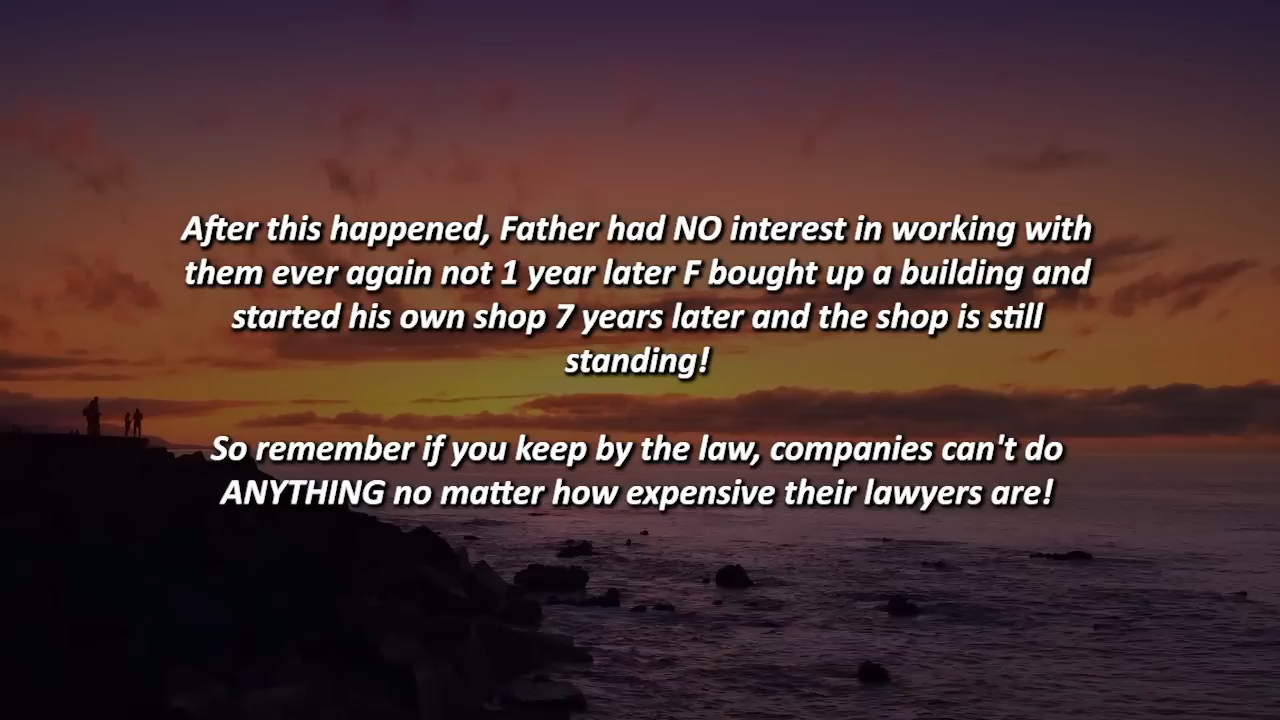 After this happened, Father had NO interest in working with
them ever again not 1 year later F bought up a building and
started his own shop 7 years later and the shop is still
standing!
So remember if you keep by the law, companies can't do
ANYTHING no matter how expensive their lawyers are!